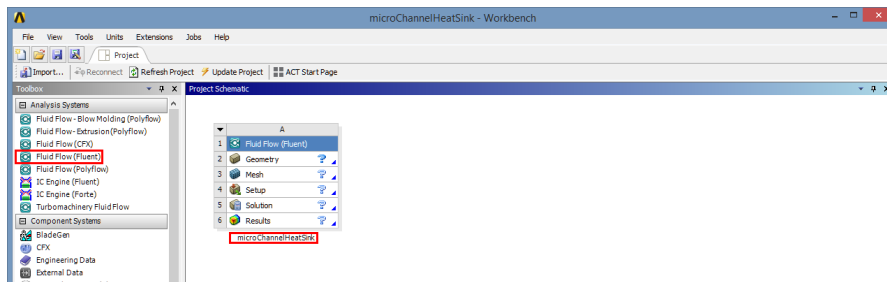 microChannelHeatSink - Workbench
File View Tools Units Extensions Jobs Help
Project
Import... Reconnect Refresh Project Update Project ACT Start Page
Toolbox
Project Schematic
Analysis Systems
Fluid Flow - Blow Molding (Polyflow)
Fluid Flow - Extrusion (Polyflow)
Fluid Flow (CFX)
Fluid Flow (Fluent)
Fluid Flow (Polyflow)
IC Engine (Fluent)
IC Engine (Forte)
Turbomachinery Fluid Flow
Component Systems
BladeGen
CFX
Engineering Data
External Data
A
1 Fluid Flow (Fluent)
2 Geometry ?
3 Mesh ?
4 Setup ?
5 Solution ?
6 Results ?
microChannelHeatSink